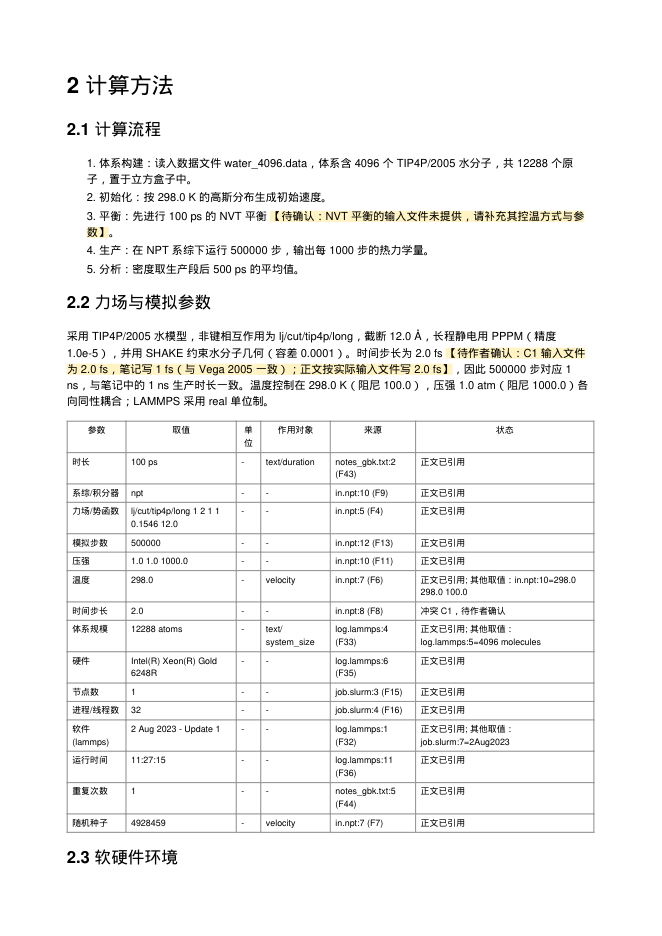 2 计算方法
2.1 计算流程
1. 体系构建：读入数据文件 water_4096.data，体系含 4096 个 TIP4P/2005 水分子，共 12288 个原
子，置于立方盒子中。
2. 初始化：按 298.0 K 的高斯分布生成初始速度。
3. 平衡：先进行 100 ps 的 NVT 平衡 【待确认：NVT 平衡的输入文件未提供，请补充其控温方式与参
数】。
4. 生产：在 NPT 系综下运行 500000 步，输出每 1000 步的热力学量。
5. 分析：密度取生产段后 500 ps 的平均值。
2.2 力场与模拟参数
采用 TIP4P/2005 水模型，非键相互作用为 lj/cut/tip4p/long，截断 12.0 Å，长程静电用 PPPM（精度
1.0e-5），并用 SHAKE 约束水分子几何（容差 0.0001）。时间步长为 2.0 fs 【待作者确认：C1 输入文件
为 2.0 fs，笔记写 1 fs（与 Vega 2005 一致）；正文按实际输入文件写 2.0 fs】，因此 500000 步对应 1
ns，与笔记中的 1 ns 生产时长一致。温度控制在 298.0 K（阻尼 100.0），压强 1.0 atm（阻尼 1000.0）各
向同性耦合；LAMMPS 采用 real 单位制。
参数 取值 单位 作用对象 来源 状态
时长 100 ps - text/duration notes_gbk.txt:2 (F43) 正文已引用
系综/积分器 npt - - in.npt:10 (F9) 正文已引用
力场/势函数 lj/cut/tip4p/long 1 2 1 1 0.1546 12.0 - - in.npt:5 (F4) 正文已引用
模拟步数 500000 - - in.npt:12 (F13) 正文已引用
压强 1.0 1.0 1000.0 - - in.npt:10 (F11) 正文已引用
温度 298.0 - velocity in.npt:7 (F6) 正文已引用; 其他取值：in.npt:10=298.0 298.0 100.0
时间步长 2.0 - - in.npt:8 (F8) 冲突 C1，待作者确认
体系规模 12288 atoms - text/system_size log.lammps:4 (F33) 正文已引用; 其他取值：log.lammps:5=4096 molecules
硬件 Intel(R) Xeon(R) Gold 6248R - - log.lammps:6 (F35) 正文已引用
节点数 1 - - job.slurm:3 (F15) 正文已引用
进程/线程数 32 - - job.slurm:4 (F16) 正文已引用
软件(lammps) 2 Aug 2023 - Update 1 - - log.lammps:1 (F32) 正文已引用; 其他取值：job.slurm:7=2Aug2023
运行时间 11:27:15 - - log.lammps:11 (F36) 正文已引用
重复次数 1 - - notes_gbk.txt:5 (F44) 正文已引用
随机种子 4928459 - velocity in.npt:7 (F7) 正文已引用
2.3 软硬件环境